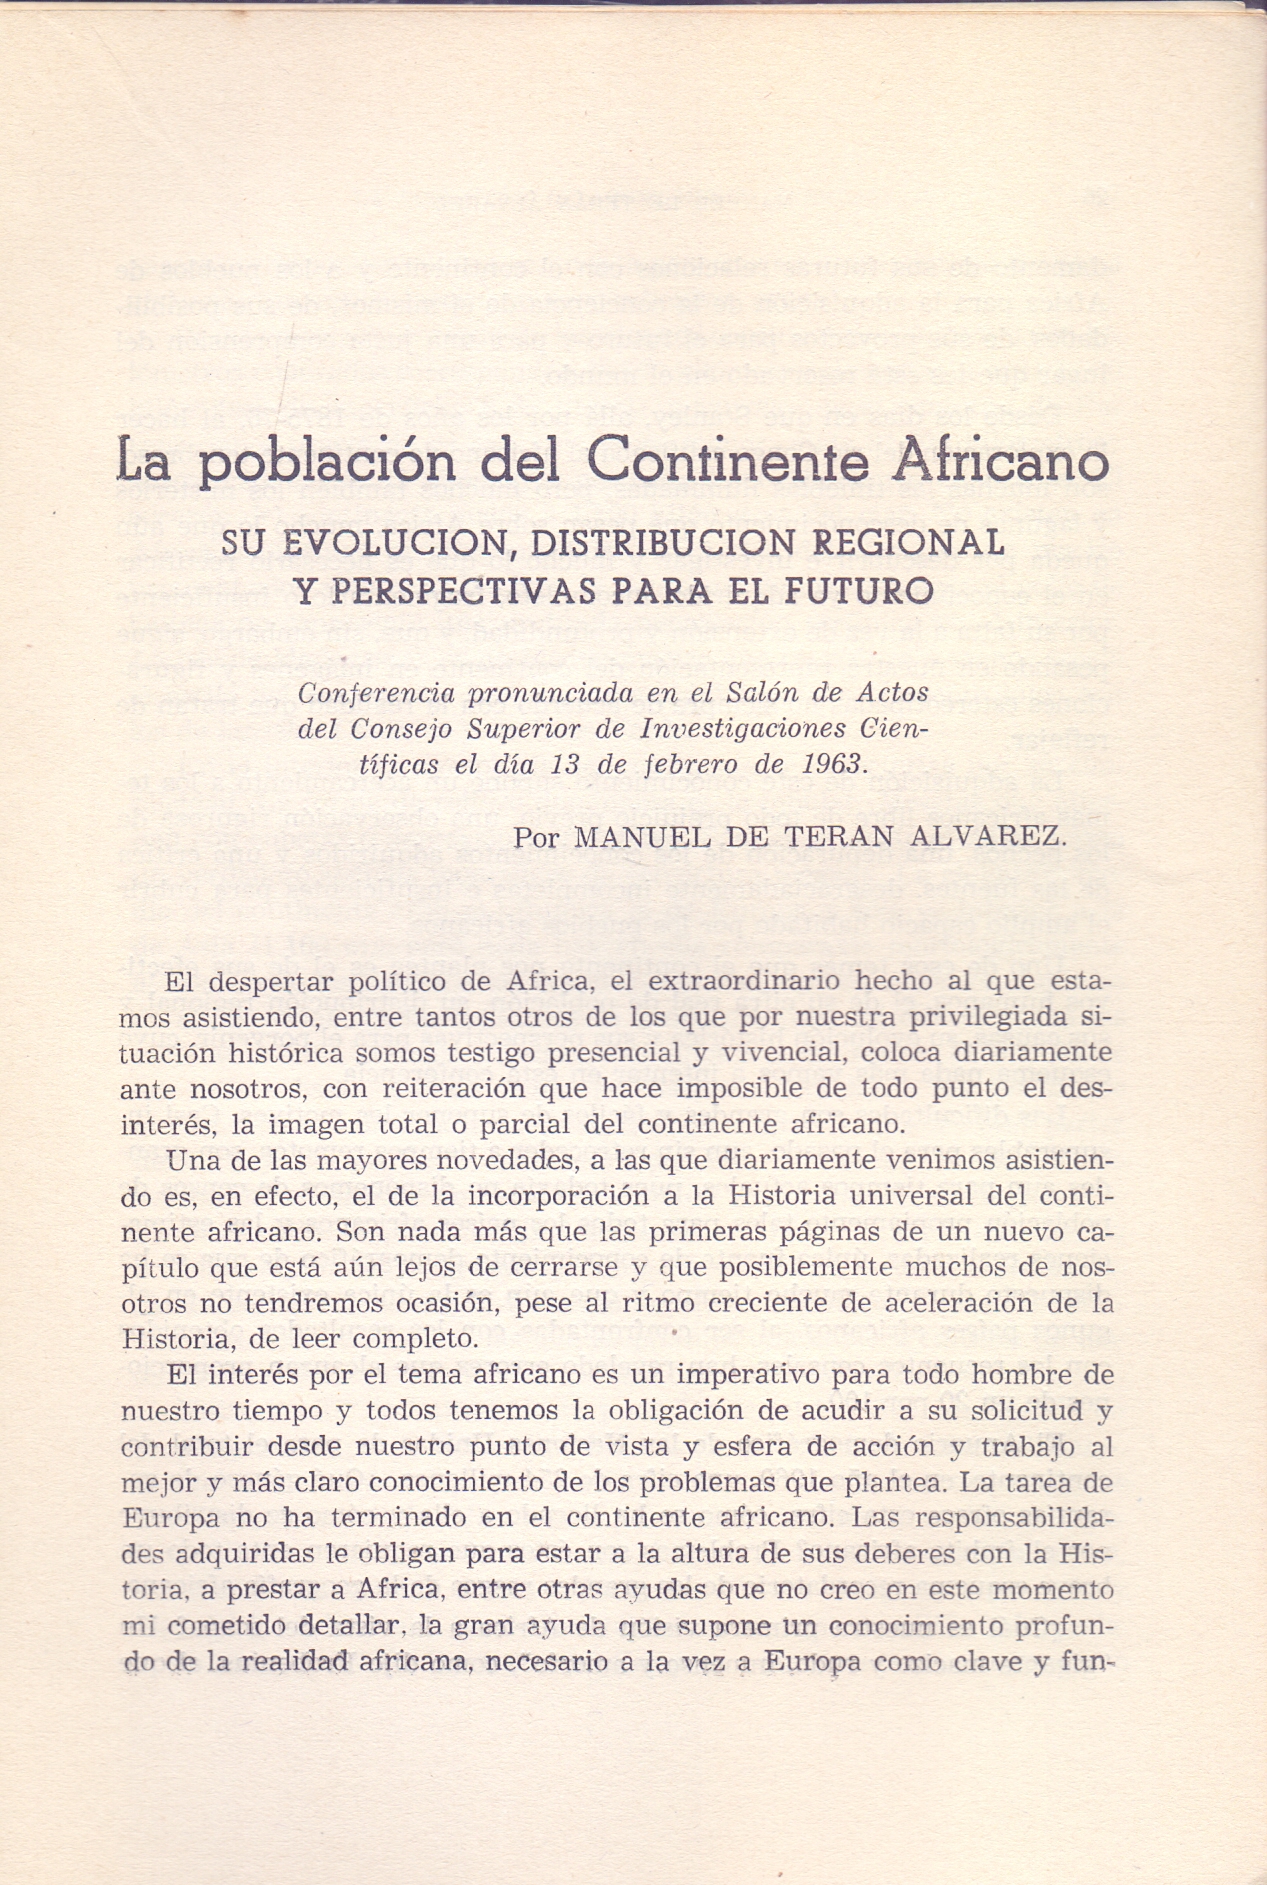 La población del Continente Africano
SU EVOLUCION, DISTRIBUCION REGIONAL
Y PERSPECTIVAS PARA EL FUTURO
Conferencia pronunciada en el Salón de Actos
del Consejo Superior de Investigaciones Cien-
tíficas el día 13 de febrero de 1963.
Por MANUEL DE TERAN ALVAREZ.
El despertar político de Africa, el extraordinario hecho al que esta-
mos asistiendo, entre tantos otros de los que por nuestra privilegiada si-
tuación histórica somos testigo presencial y vivencial, coloca diariamente
ante nosotros, con reiteración que hace imposible de todo punto el des-
interés, la imagen total o parcial del continente africano.
Una de las mayores novedades, a las que diariamente venimos asistien-
do es, en efecto, el de la incorporación a la Historia universal del conti-
nente africano. Son nada más que las primeras páginas de un nuevo ca-
pítulo que está aún lejos de cerrarse y que posiblemente muchos de nos-
otros no tendremos ocasión, pese al ritmo creciente de aceleración de la
Historia, de leer completo.
El interés por el tema africano es un imperativo para todo hombre de
nuestro tiempo y todos tenemos la obligación de acudir a su solicitud y
contribuir desde nuestro punto de vista y esfera de acción y trabajo al
mejor y más claro conocimiento de los problemas que plantea. La tarea de
Europa no ha terminado en el continente africano. Las responsabilida-
des adquiridas le obligan para estar a la altura de sus deberes con la His-
toria, a prestar a Africa, entre otras ayudas que no creo en este momento
mi cometido detallar, la gran ayuda que supone un conocimiento profun-
do de la realidad africana, necesario a la vez a Europa como clave y fun-